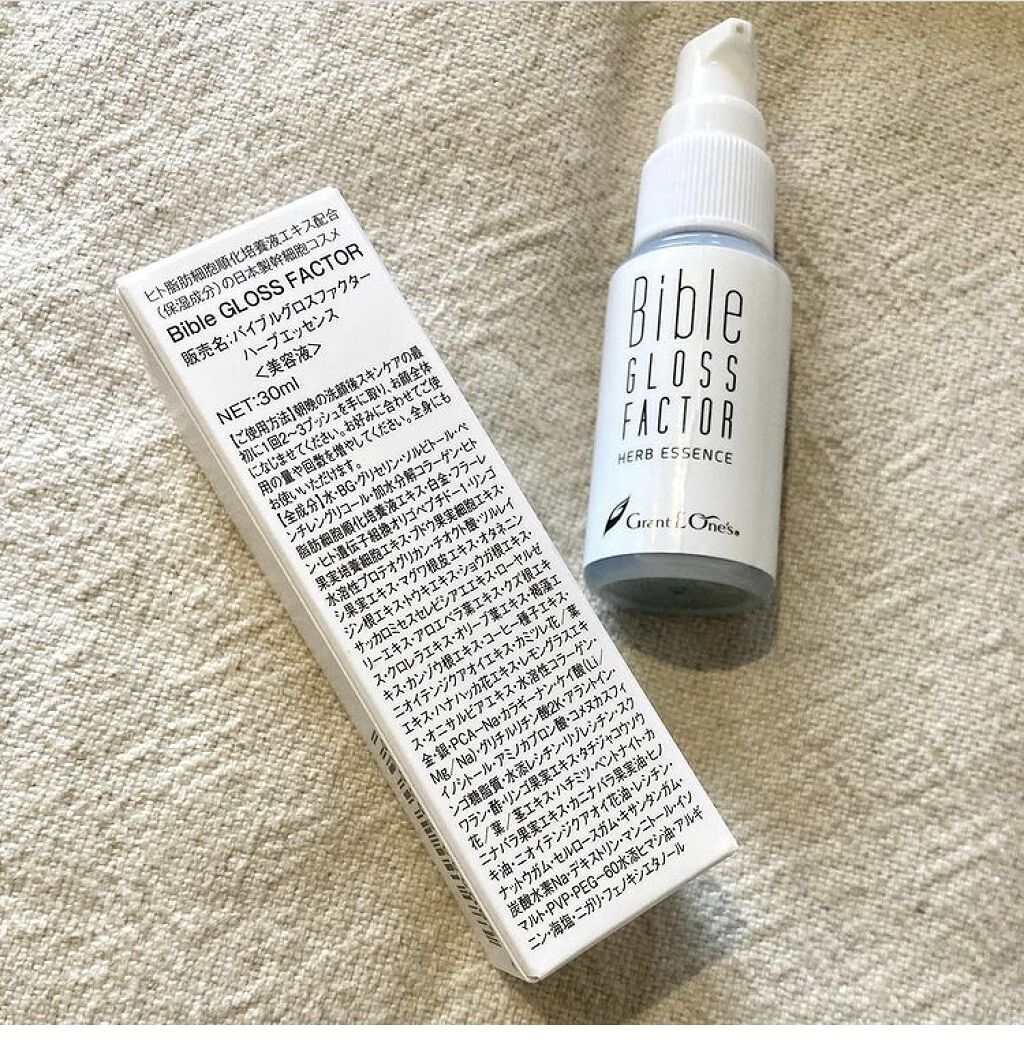 ヒト脂肪細胞順化培養液エキス配合
(保湿成分)の日本製幹細胞コスメ
Bible GLOSS FACTOR
販売名:バイブルグロスファクター
ハーブエッセンス
<美容液>
NET:30ml
【ご使用方法】朝晩の洗顔後スキンケアの最
初に1回2~3プッシュを手に取り、お顔全体
になじませてください。お好みに合わせてご使
用の量や回数を増やしてください。全身にも
お使いいただけます。
【全成分】水・BG・グリセリン・ソルビトール・ペ
ンチレングリコール・加水分解コラーゲン・ヒト
脂肪細胞順化培養液エキス・白金・フラーレ
ン・ヒト遺伝子組換オリゴペプチド-1・リンゴ
果実培養細胞エキス・ブドウ果実細胞エキス・
水溶性プロテオグリカン・チオクト酸・ツルレイ
シ果実エキス・マグワ根皮エキス・オタネニン
ジン根エキス・トウキエキス・ショウガ根エキス・
サッカロミセスセレビシアエエキス・ローヤルゼ
リーエキス・アロエベラ葉エキス・クズ根エキ
ス・クロレラエキス・オリーブ葉エキス・褐藻エ
キス・カンゾウ根エキス・コーヒー種子エキス・
ニオイテンジクアオイエキス・カミツレ花/葉
エキス・ハナハッカ花エキス・レモングラスエキ
ス・オニサルビアエキス・水溶性コラーゲン・
金・銀・PCA-Na・カラギーナン・ケイ酸(Li/
Mg/Na)・グリチルリチン酸2K・アラントイン・
イノシトール・アミノカプロン酸・コメヌカスフィ
ンゴ糖脂質・水添レシチン・リゾレシチン・スク
ワラン・酢・リンゴ果実エキス・タチジャコウソウ
花/葉/茎エキス・ハチミツ・ベントナイト・カ
ニナバラ果実エキス・カニナバラ果実油・ヒノ
キ油・ニオイテンジクアオイ花油・レシチン・
ナットウガム・セルロースガム・キサンタンガム・
炭酸水素Na・デキストリン・マンニトール・イソ
マルト・PVP・PEG-60水添ヒマシ油・アルギ
ニン・海塩・ニガリ・フェノキシエタノール
Bible
GLOSS
FACTOR
HERB ESSENCE
Grant E One's